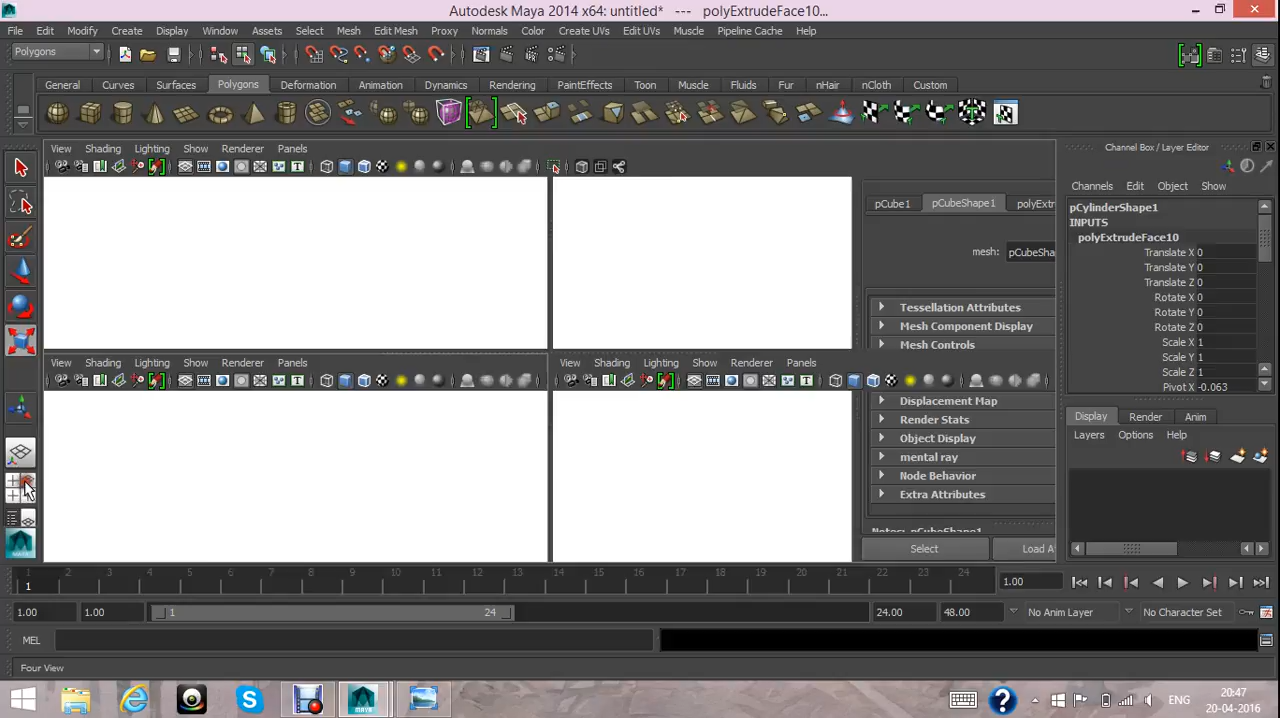 Autodesk Maya 2014 x64: untitled*   ---   polyExtrudeFace10...
File Edit Modify Create Display Window Assets Select Mesh Edit Mesh Proxy Normals Color Create UVs Edit UVs Muscle Pipeline Cache Help
Polygons
General Curves Surfaces Polygons Deformation Animation Dynamics Rendering PaintEffects Toon Muscle Fluids Fur nHair nCloth Custom
View Shading Lighting Show Renderer Panels
Channel Box / Layer Editor
Channels Edit Object Show
pCube1 pCubeShape1 polyExtr
pCylinderShape1
INPUTS
polyExtrudeFace10
mesh: pCubeSha
Translate X 0
Translate Y 0
Translate Z 0
Rotate X 0
Rotate Y 0
Rotate Z 0
Scale X 1
Scale Y 1
Scale Z 1
Pivot X -0.063
Tessellation Attributes
Mesh Component Display
Mesh Controls
View Shading Lighting Show Renderer Panels
View Shading Lighting Show Renderer Panels
Displacement Map
Render Stats
Object Display
mental ray
Node Behavior
Extra Attributes
Notes: pCubeShape1
Select Load A
Display Render Anim
Layers Options Help
MAYA
1 2 3 4 5 6 7 8 9 10 11 12 13 14 15 16 17 18 19 20 21 22 23 24
1 1.00
1.00 1.00 1 24 24.00 48.00 No Anim Layer No Character Set
MEL
Four View
MAYA ENG 20:47
20-04-2016